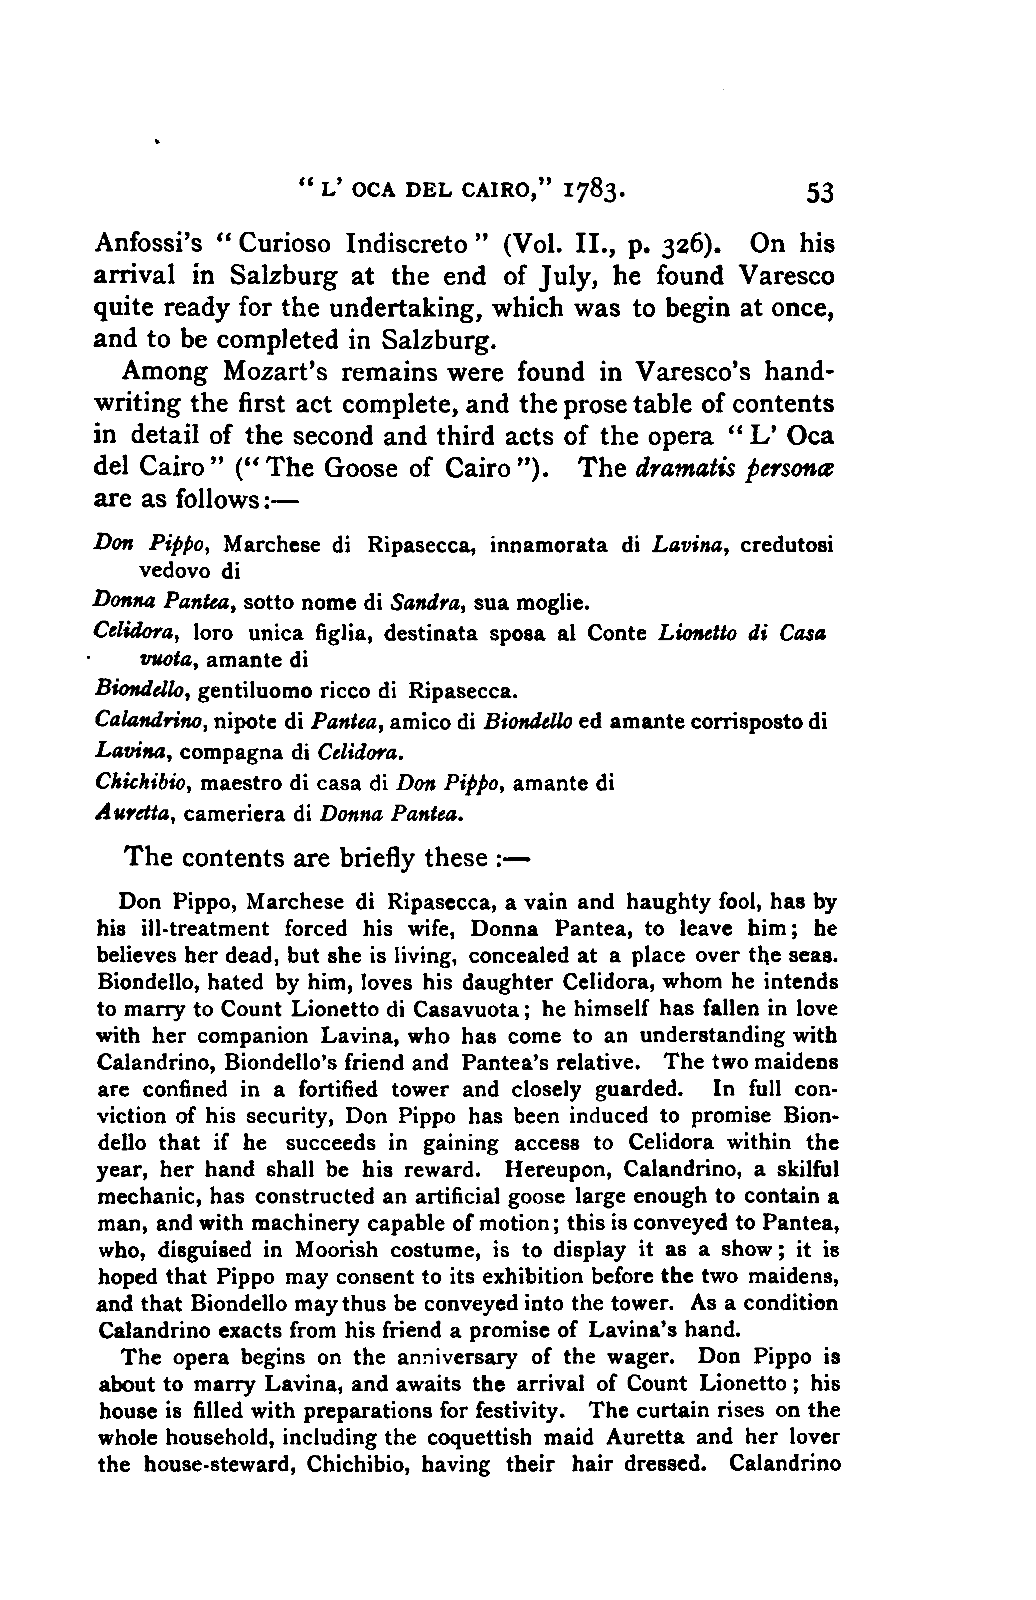 “ L’ OCA DEL CAIRO,” 1783. 53
Anfossi’s “ Curioso Indiscreto ” (Vol. II., p. 326). On his
arrival in Salzburg at the end of July, he found Varesco
quite ready for the undertaking, which was to begin at once,
and to be completed in Salzburg.
Among Mozart’s remains were found in Varesco’s hand-
writing the first act complete, and the prose table of contents
in detail of the second and third acts of the opera “ L’ Oca
del Cairo ” (“ The Goose of Cairo ”). The dramatis personæ
are as follows:—
Don Pippo, Marchese di Ripasecca, innamorata di Lavina, credutosi
vedovo di
Donna Pantea, sotto nome di Sandra, sua moglie.
Celidora, loro unica figlia, destinata sposa al Conte Lionetto di Casa
vuota, amante di
Biondello, gentiluomo ricco di Ripasecca.
Calandrino, nipote di Pantea, amico di Biondello ed amante corrisposto di
Lavina, compagna di Celidora.
Chichibio, maestro di casa di Don Pippo, amante di
Auretta, cameriera di Donna Pantea.
The contents are briefly these :—
Don Pippo, Marchese di Ripasecca, a vain and haughty fool, has by
his ill-treatment forced his wife, Donna Pantea, to leave him; he
believes her dead, but she is living, concealed at a place over the seas.
Biondello, hated by him, loves his daughter Celidora, whom he intends
to marry to Count Lionetto di Casavuota; he himself has fallen in love
with her companion Lavina, who has come to an understanding with
Calandrino, Biondello’s friend and Pantea’s relative. The two maidens
are confined in a fortified tower and closely guarded. In full con-
viction of his security, Don Pippo has been induced to promise Bion-
dello that if he succeeds in gaining access to Celidora within the
year, her hand shall be his reward. Hereupon, Calandrino, a skilful
mechanic, has constructed an artificial goose large enough to contain a
man, and with machinery capable of motion; this is conveyed to Pantea,
who, disguised in Moorish costume, is to display it as a show; it is
hoped that Pippo may consent to its exhibition before the two maidens,
and that Biondello may thus be conveyed into the tower. As a condition
Calandrino exacts from his friend a promise of Lavina’s hand.
The opera begins on the anniversary of the wager. Don Pippo is
about to marry Lavina, and awaits the arrival of Count Lionetto; his
house is filled with preparations for festivity. The curtain rises on the
whole household, including the coquettish maid Auretta and her lover
the house-steward, Chichibio, having their hair dressed. Calandrino